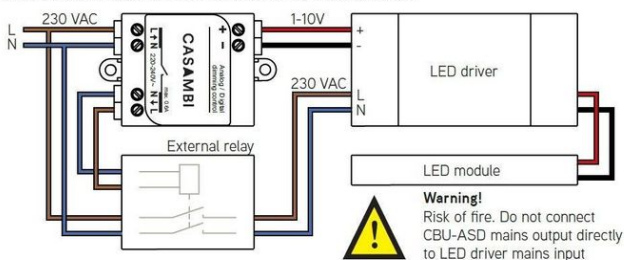 230 VAC
1-10V
L
N
L↑N 220-240V~ N↓L
max. 0.6A
CASAMBI
Analog / Digital
dimming control
+ -
+
-
LED driver
230 VAC
L
N
External relay
LED module
Warning!
Risk of fire. Do not connect
CBU-ASD mains output directly
to LED driver mains input